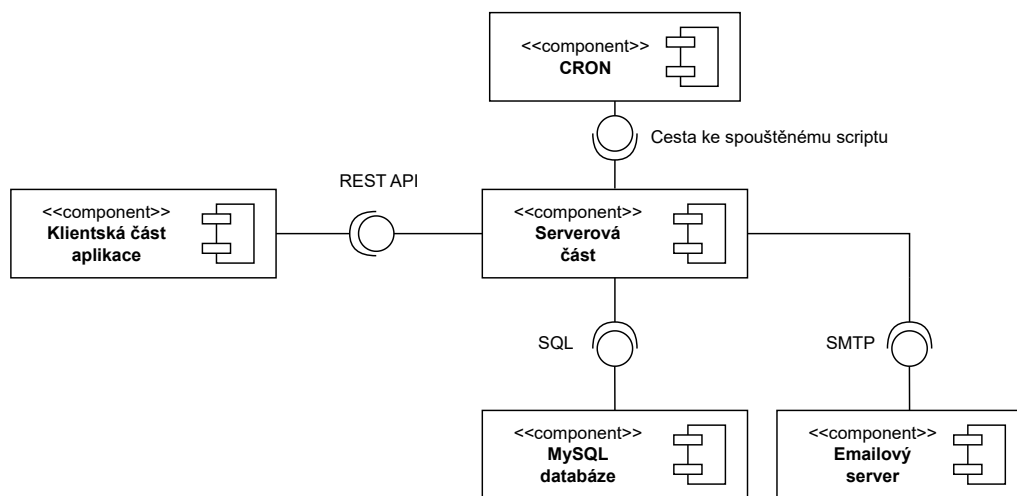 <<component>>
CRON
Cesta ke spouštěnému scriptu
REST API
<<component>>
Klientská část
aplikace
<<component>>
Serverová
část
SQL
SMTP
<<component>>
MySQL
databáze
<<component>>
Emailový
server